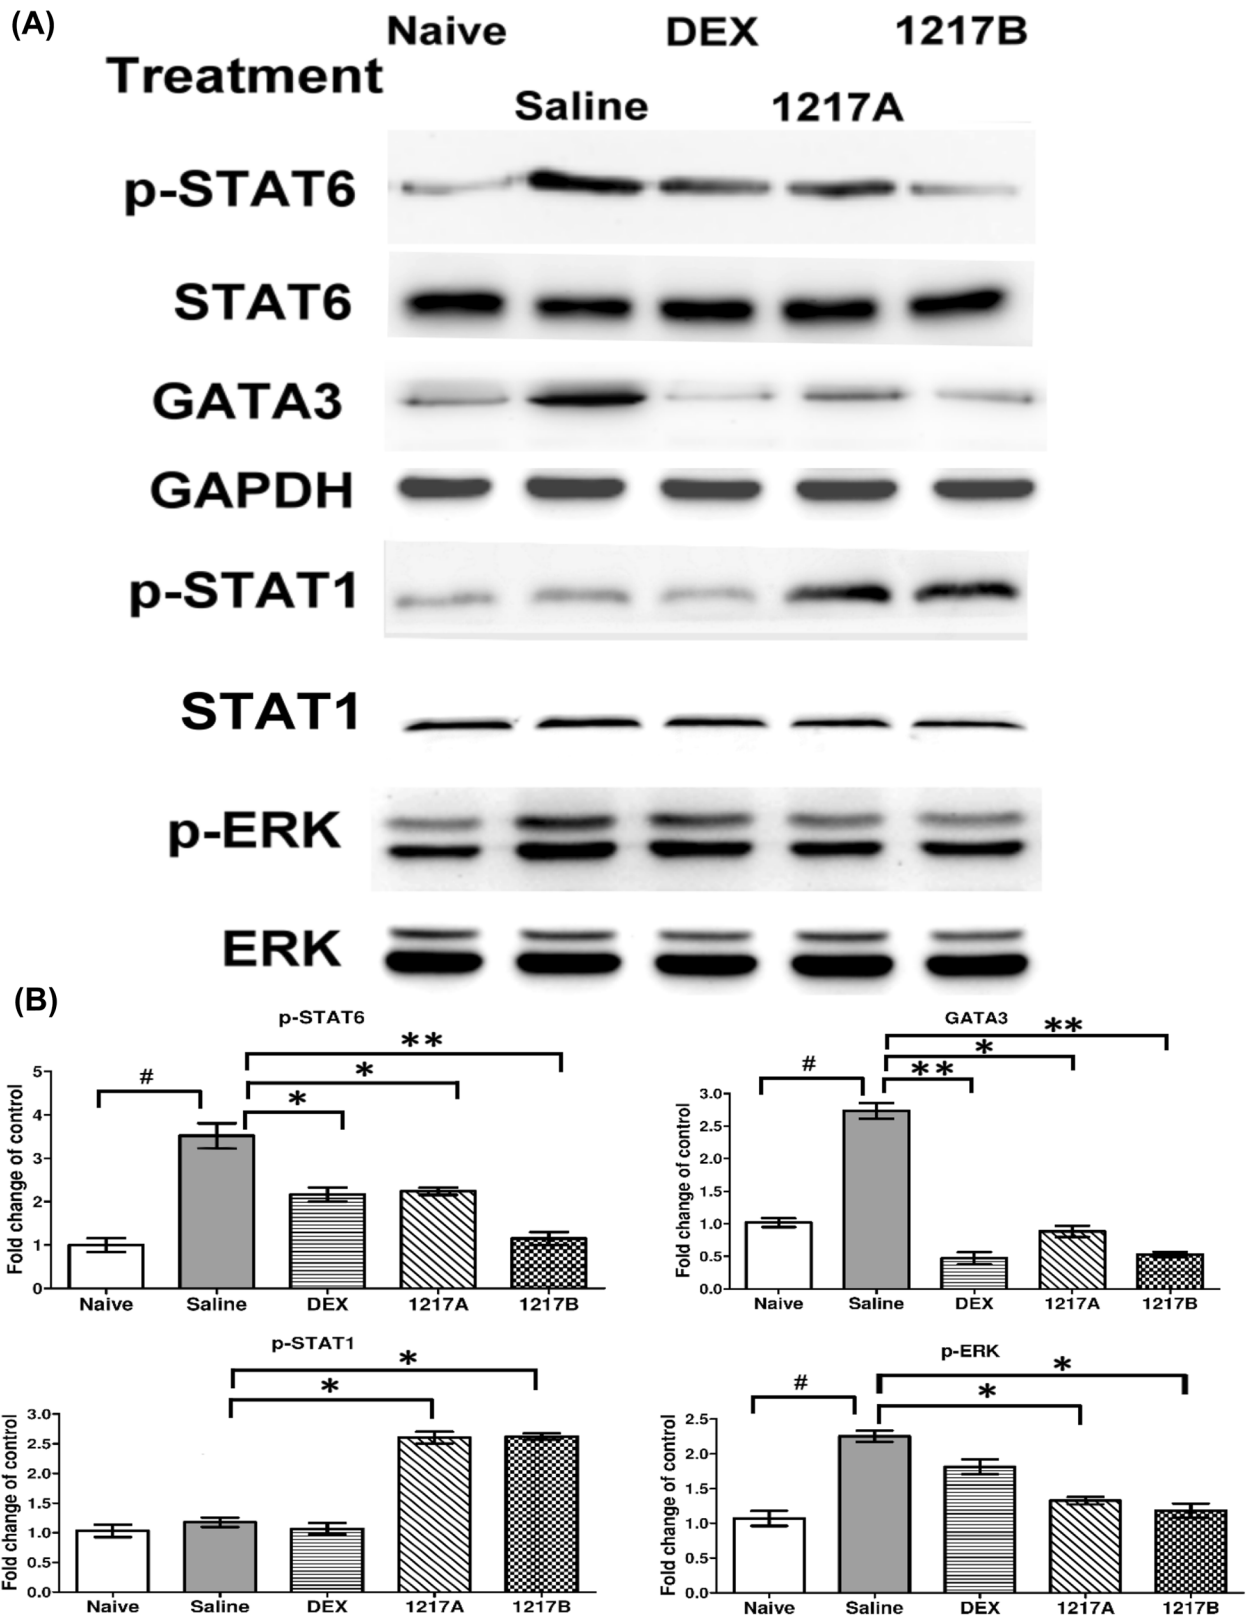 (A)
Naive DEX 1217B
Treatment
Saline 1217A
p-STAT6
STAT6
GATA3
GAPDH
p-STAT1
STAT1
p-ERK
ERK
(B)
p-STAT6
**
*
#
*
Fold change of control
5
4
3
2
1
0
Naive Saline DEX 1217A 1217B
GATA3
**
*
#
**
Fold change of control
3.0
2.5
2.0
1.5
1.0
0.5
0.0
Naive Saline DEX 1217A 1217B
p-STAT1
*
*
Fold change of control
3.0
2.5
2.0
1.5
1.0
0.5
0.0
Naive Saline DEX 1217A 1217B
p-ERK
*
#
*
Fold change of control
2.5
2.0
1.5
1.0
0.5
0.0
Naive Saline DEX 1217A 1217B